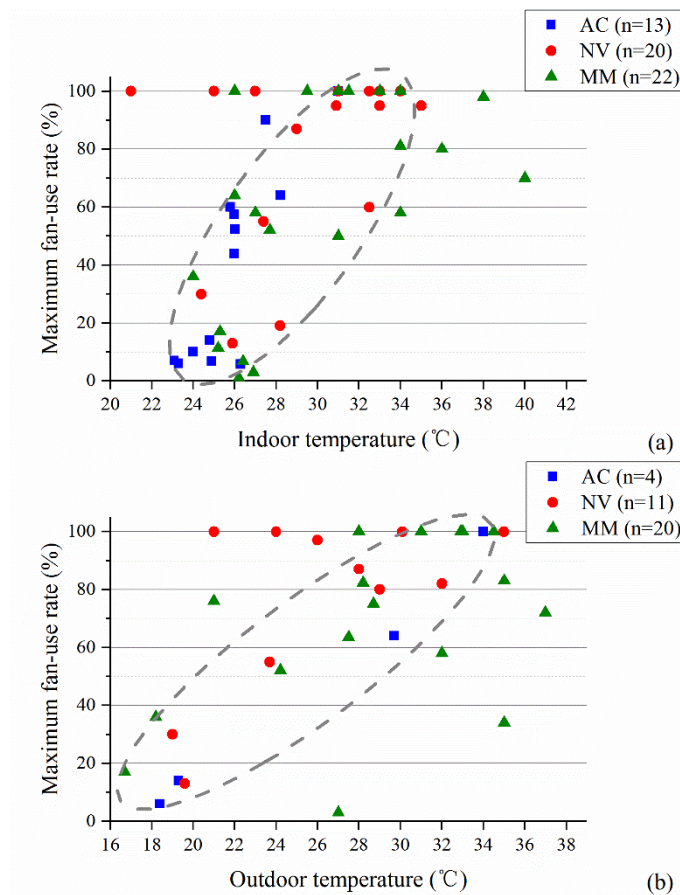 AC (n=13)
NV (n=20)
MM (n=22)
100
80
60
40
20
0
Maximum fan-use rate (%)
20 22 24 26 28 30 32 34 36 38 40 42
Indoor temperature (℃)
(a)
AC (n=4)
NV (n=11)
MM (n=20)
100
80
60
40
20
0
Maximum fan-use rate (%)
16 18 20 22 24 26 28 30 32 34 36 38
Outdoor temperature (℃)
(b)